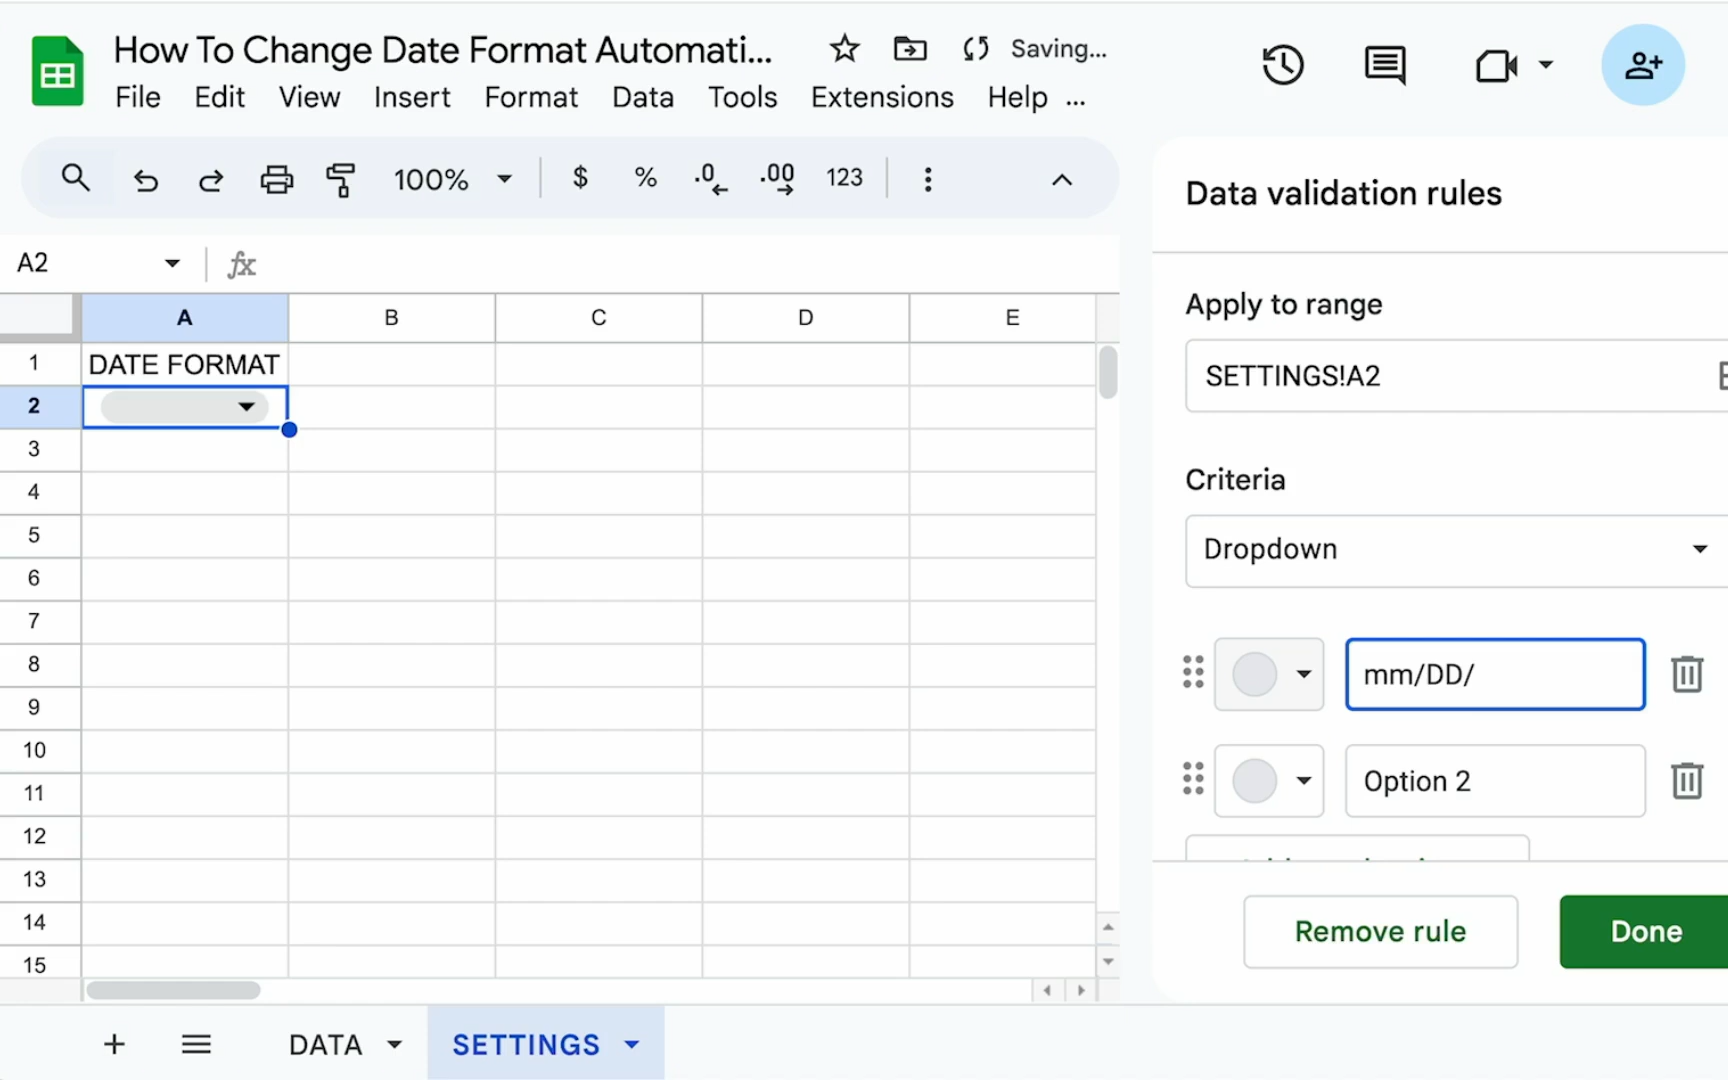 How To Change Date Format Automati...
Saving...
File Edit View Insert Format Data Tools Extensions Help ...
100% $ % .0 .00 123
A2 fx
A B C D E
1 DATE FORMAT
2
3
4
5
6
7
8
9
10
11
12
13
14
15
Data validation rules
Apply to range
SETTINGS!A2
Criteria
Dropdown
mm/DD/
Option 2
Remove rule Done
+ DATA SETTINGS